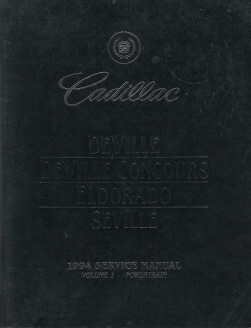 Cadillac
DEVILLE
DEVILLE CONCOURS
ELDORADO
SEVILLE
1994 SERVICE MANUAL
VOLUME 1 - POWERTRAIN